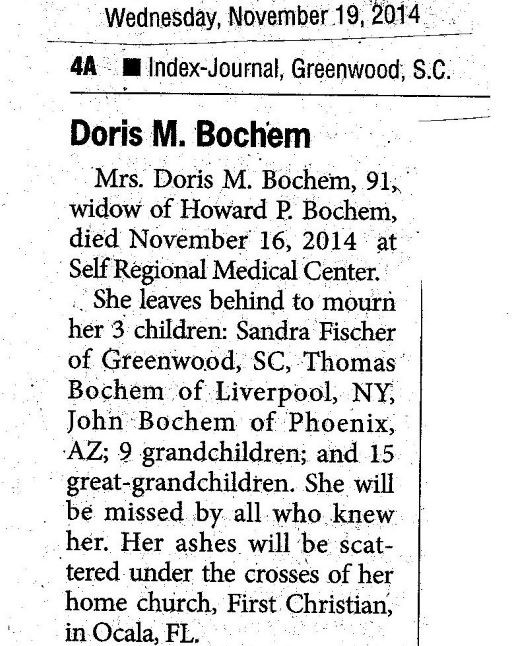 Wednesday, November 19, 2014
4A ■ Index-Journal, Greenwood, S.C.
Doris M. Bochem
Mrs. Doris M. Bochem, 91,
widow of Howard P. Bochem,
died November 16, 2014 at
Self Regional Medical Center.
She leaves behind to mourn
her 3 children: Sandra Fischer
of Greenwood, SC, Thomas
Bochem of Liverpool, NY,
John Bochem of Phoenix,
AZ; 9 grandchildren; and 15
great-grandchildren. She will
be missed by all who knew
her. Her ashes will be scat-
tered under the crosses of her
home church, First Christian,
in Ocala, FL.